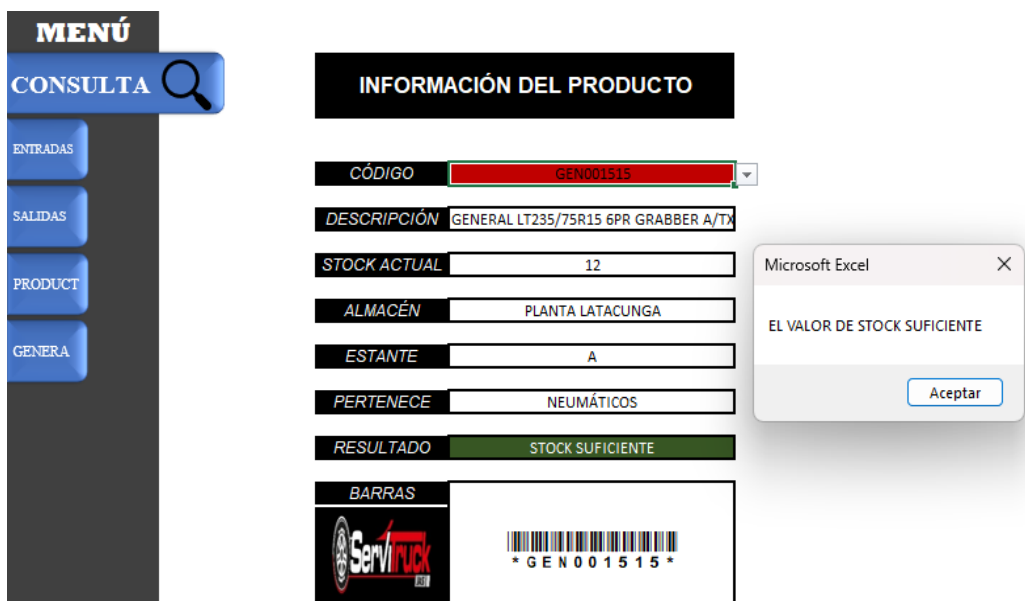 MENÚ
CONSULTA
ENTRADAS
SALIDAS
PRODUCT
GENERA
INFORMACIÓN DEL PRODUCTO
CÓDIGO GEN001515
DESCRIPCIÓN GENERAL LT235/75R15 6PR GRABBER A/TX
STOCK ACTUAL 12
ALMACÉN PLANTA LATACUNGA
ESTANTE A
PERTENECE NEUMÁTICOS
RESULTADO STOCK SUFICIENTE
BARRAS
ServiTruck
*GEN001515*
Microsoft Excel
EL VALOR DE STOCK SUFICIENTE
Aceptar